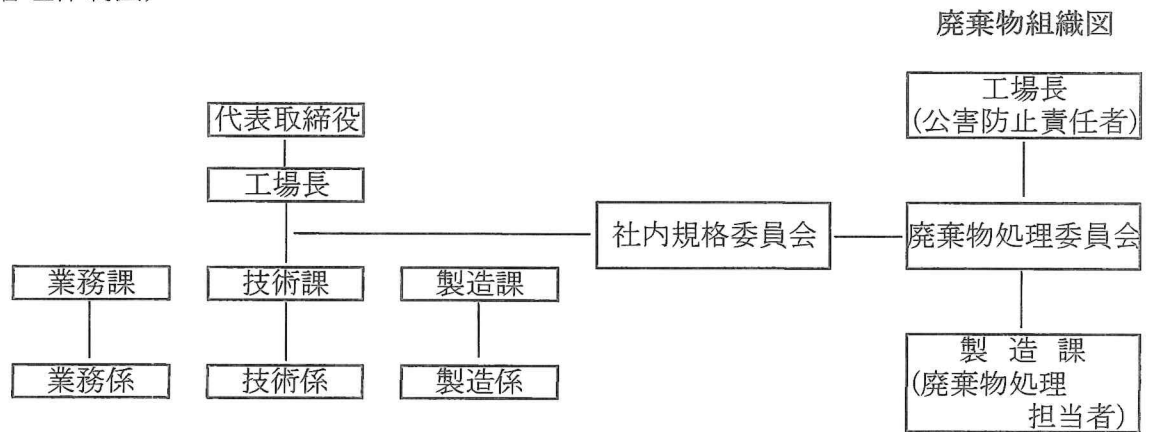 廃棄物組織図
代表取締役
工場長
社内規格委員会
業務課
技術課
製造課
業務係
技術係
製造係
工場長
(公害防止責任者)
廃棄物処理委員会
製造課
(廃棄物処理
担当者)